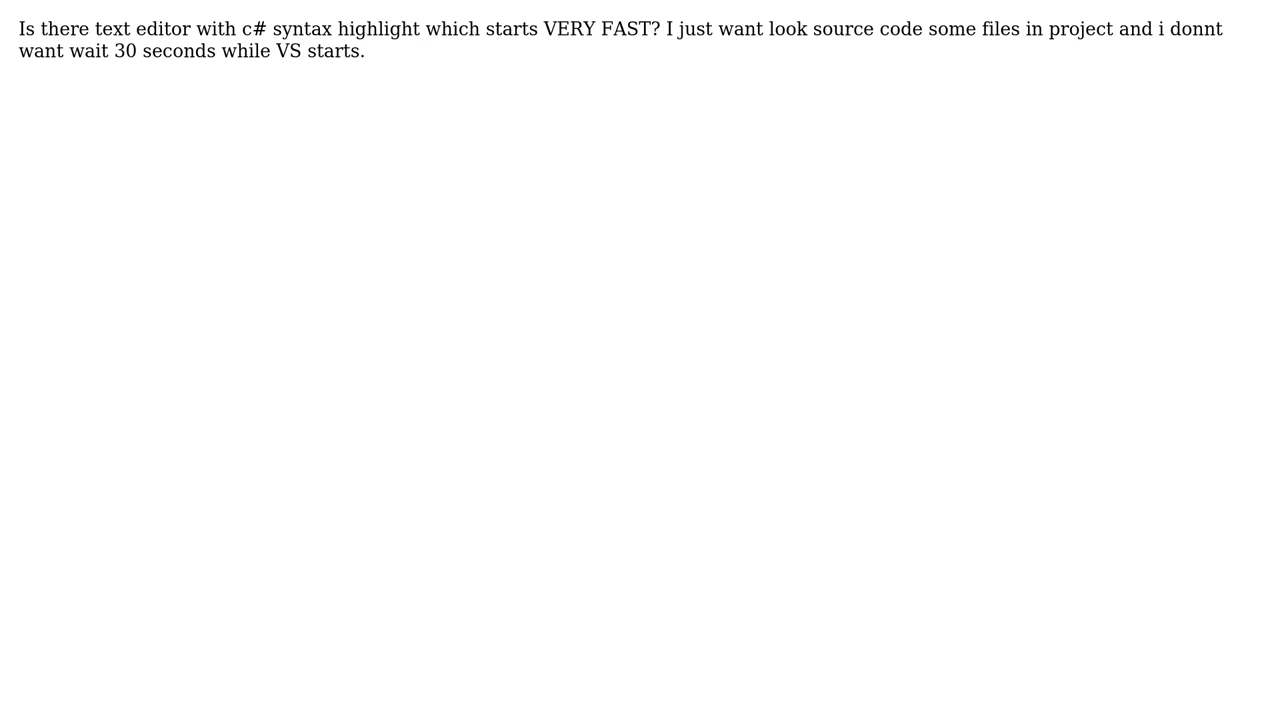 Is there text editor with c# syntax highlight which starts VERY FAST? I just want look source code some files in project and i donnt
want wait 30 seconds while VS starts.